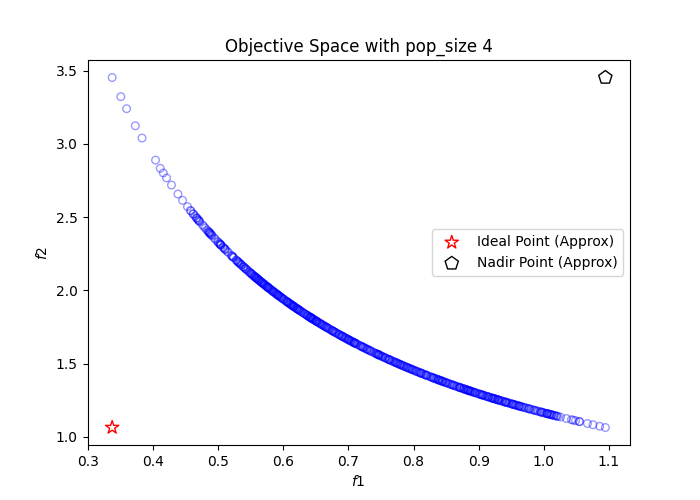 Objective Space with pop_size 4
3.5
3.0
2.5
2.0
1.5
1.0
f2
Ideal Point (Approx)
Nadir Point (Approx)
0.3 0.4 0.5 0.6 0.7 0.8 0.9 1.0 1.1
f1